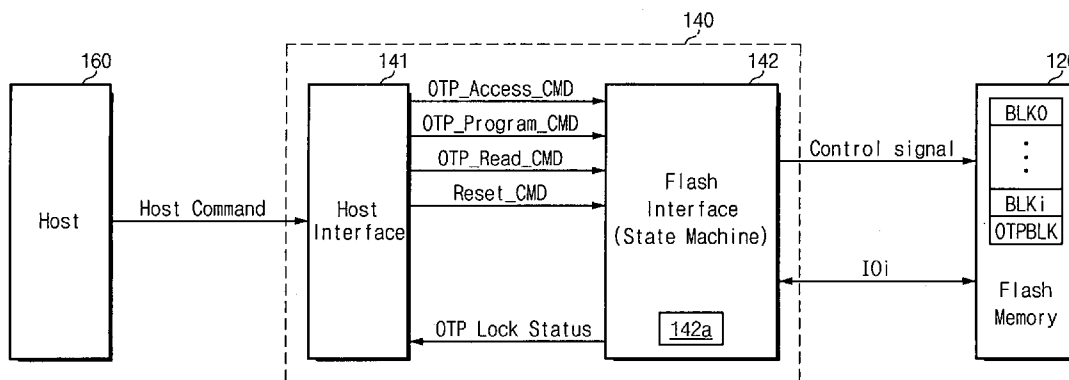 140
160
141
142
120
OTP_Access_CMD
OTP_Program_CMD
OTP_Read_CMD
Reset_CMD
Host Command
Host
Host
Interface
Flash
Interface
(State Machine)
142a
OTP Lock Status
Control signal
IOi
BLK0
BLKi
OTPBLK
Flash
Memory